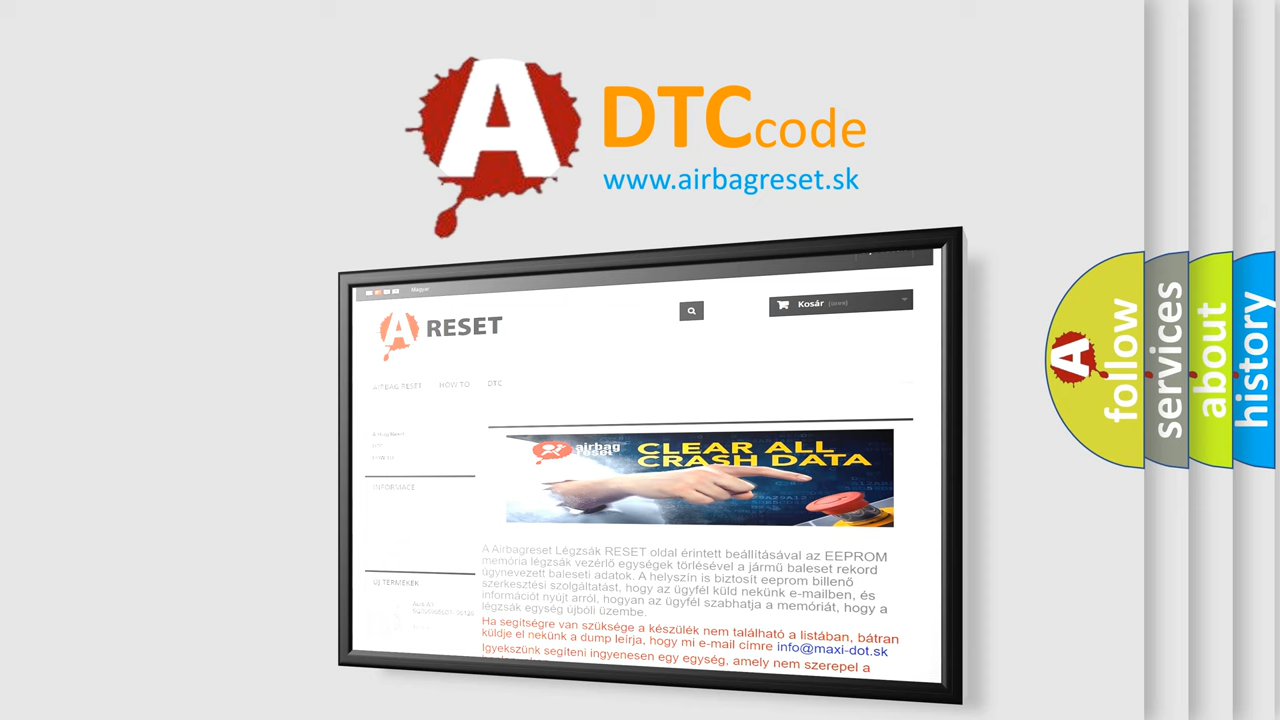 A
DTC code
www.airbagreset.sk
Magyar
Kosár
A RESET
AIRBAG RESET HOW TO DTC
airbag reset
CLEAR ALL
CRASH DATA
INFORMACE
A Airbagreset Légzsák RESET oldal érintett beállításával az EEPROM
memória légzsák vezérlő egységek törlésével a jármű baleset rekord
úgynevezett baleseti adatok. A helyszín is biztosít eeprom billenő
szerkesztési szolgáltatást, hogy az ügyfél küld nekünk e-mailben, és
információt nyújt arról, hogyan az ügyfél szabhatja a memóriát, hogy a
légzsák egység újbóli üzembe.
ÚJ TERMÉKEK
Ha segítségre van szüksége a készülék nem található a listában, bátran
küldje el nekünk a dump leírja, hogy mi e-mail címre info@maxi-dot.sk
Igyekszünk segíteni ingyenesen egy egység, amely nem szerepel a
A
follow
services
about
history